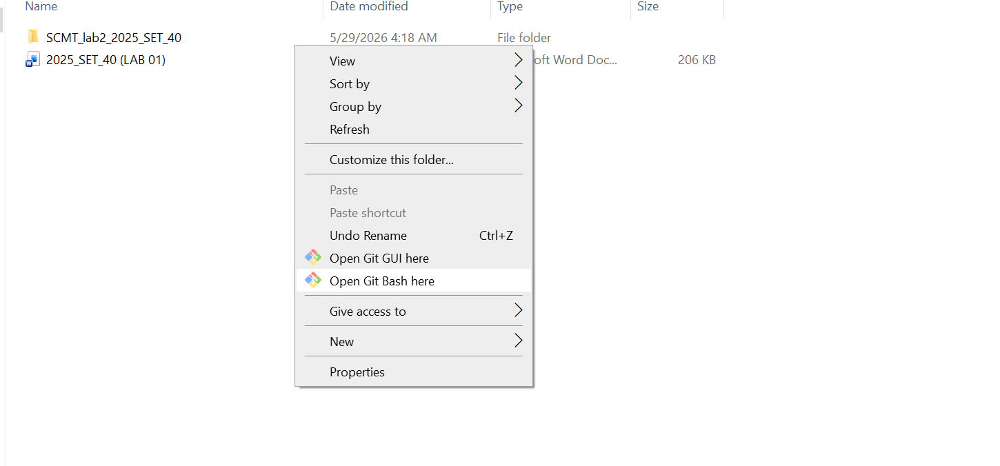 Name Date modified Type Size
SCMT_lab2_2025_SET_40 5/29/2026 4:18 AM File folder
2025_SET_40 (LAB 01) oft Word Doc... 206 KB
View
Sort by
Group by
Refresh
Customize this folder...
Paste
Paste shortcut
Undo Rename Ctrl+Z
Open Git GUI here
Open Git Bash here
Give access to
New
Properties